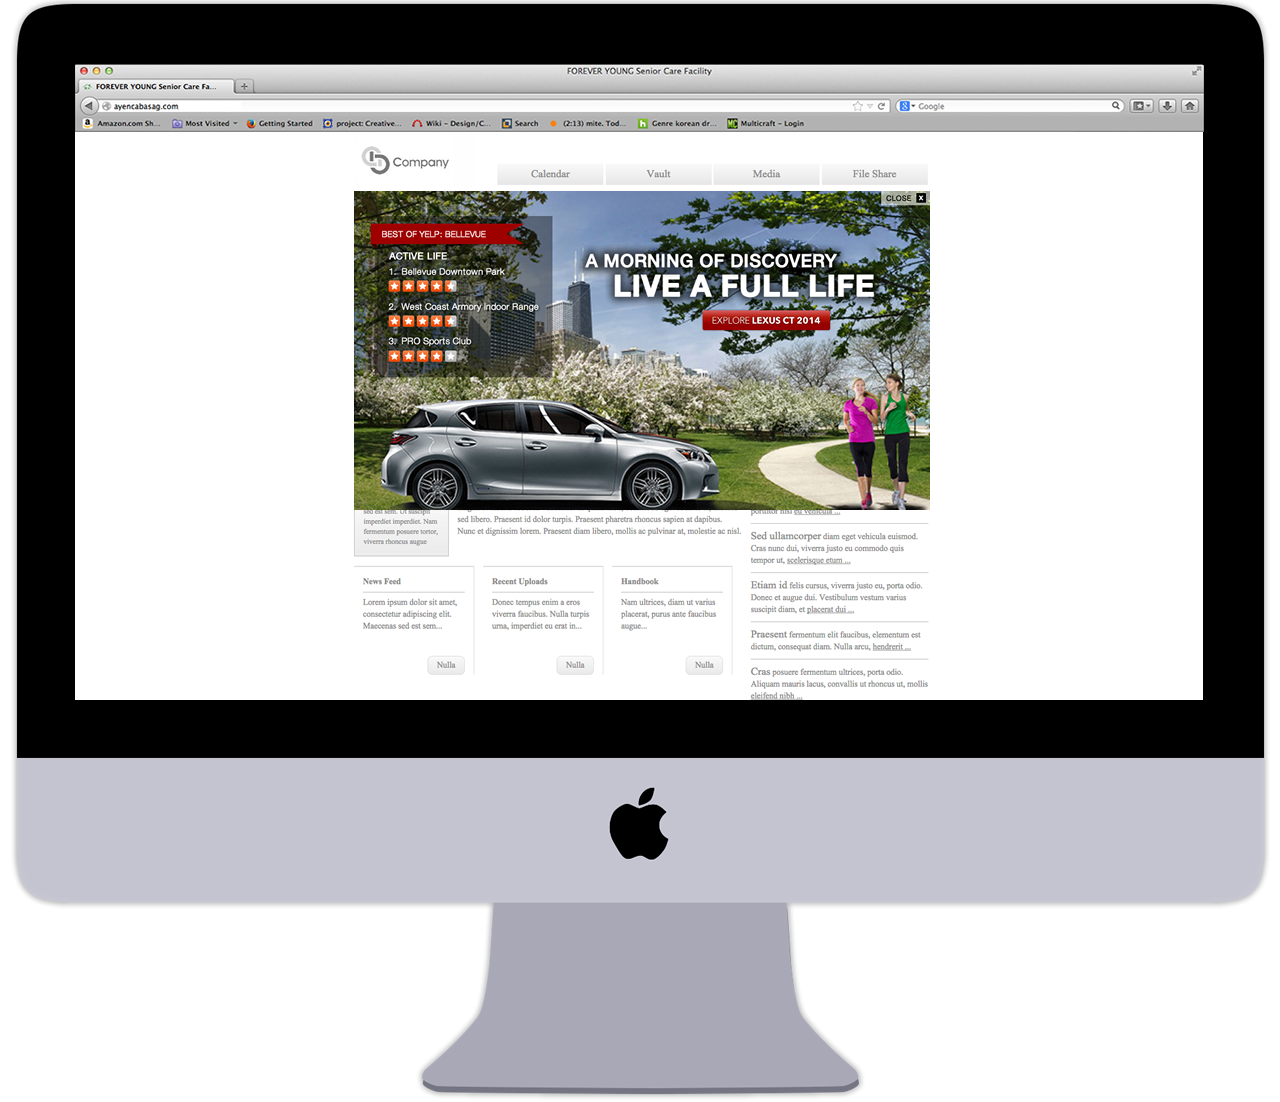 FOREVER YOUNG Senior Care Facility
FOREVER YOUNG Senior Care Fa...
ayencabasag.com
Google
Amazon.com Sh...
Most Visited
Getting Started
project: Creative...
Wiki - Design/C...
Search
(2:13) mite. Tod...
Genre korean dr...
Multicraft - Login
Company
Calendar
Vault
Media
File Share
CLOSE X
BEST OF YELP: BELLEVUE
ACTIVE LIFE
1. Bellevue Downtown Park
2. West Coast Armory Indoor Range
3. PRO Sports Club
A MORNING OF DISCOVERY
LIVE A FULL LIFE
EXPLORE LEXUS CT 2014
sed est sem. Ut suscipit
imperdiet imperdiet. Nam
fermentum posuere tortor,
viverra rhoncus augue
sed libero. Praesent id dolor turpis. Praesent pharetra rhoncus sapien at dapibus.
Nunc et dignissim lorem. Praesent diam libero, mollis ac pulvinar at, molestie ac nisl.
porttitor nisl eu vehicula ...
Sed ullamcorper diam eget vehicula euismod.
Cras nunc dui, viverra justo eu commodo quis
tempor ut, scelerisque etum ...
Etiam id felis cursus, viverra justo eu, porta odio.
Donec et augue dui. Vestibulum vestum varius
suscipit diam, et placerat dui ...
Praesent fermentum elit faucibus, elementum est
dictum, consequat diam. Nulla arcu, hendrerit ...
Cras posuere fermentum ultrices, porta odio.
Aliquam mauris lacus, convallis ut rhoncus ut, mollis
eleifend nibh ...
News Feed
Lorem ipsum dolor sit amet,
consectetur adipiscing elit.
Maecenas sed est sem...
Nulla
Recent Uploads
Donec tempus enim a eros
viverra faucibus. Nulla turpis
urna, imperdiet eu erat in...
Nulla
Handbook
Nam ultrices, diam ut varius
placerat, purus ante faucibus
augue...
Nulla